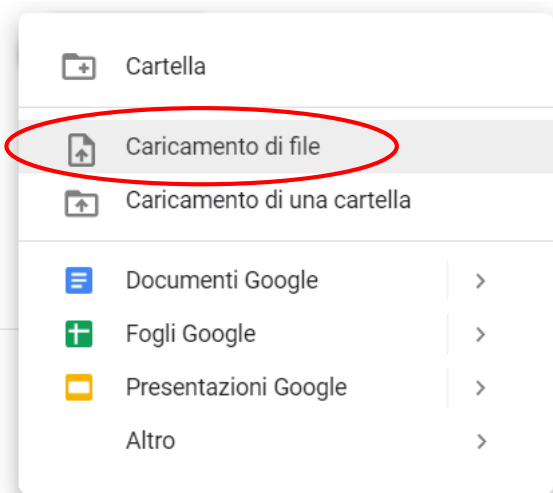 Cartella
Caricamento di file
Caricamento di una cartella
Documenti Google
Fogli Google
Presentazioni Google
Altro